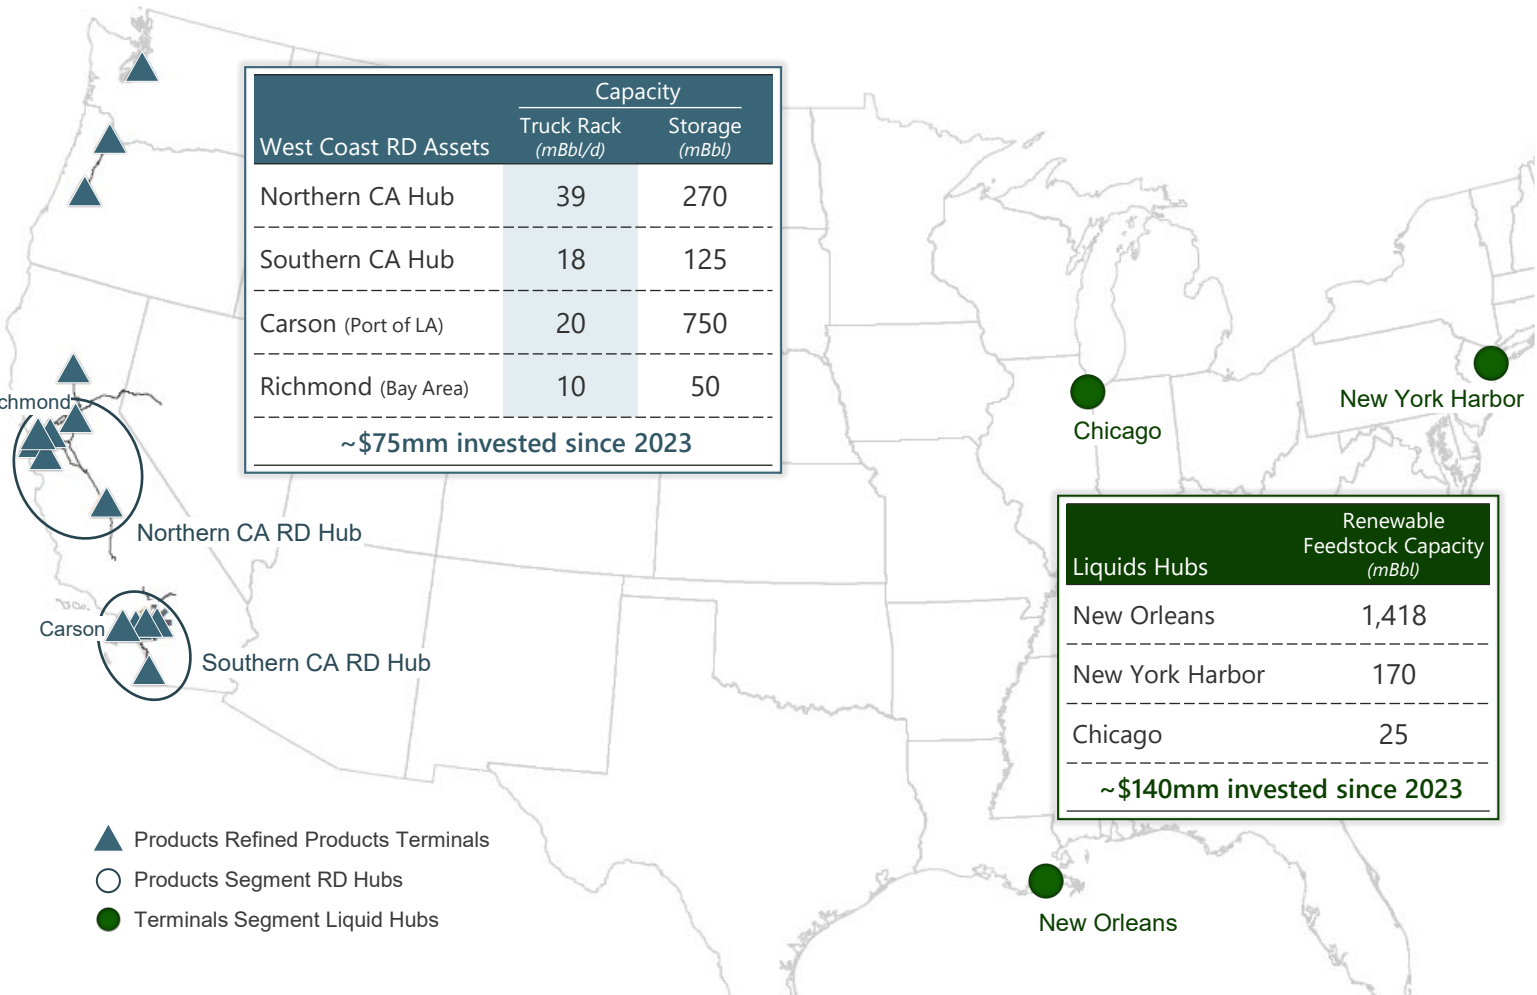 Capacity
West Coast RD Assets Truck Rack (mBbl/d) Storage (mBbl)
Northern CA Hub 39 270
Southern CA Hub 18 125
Carson (Port of LA) 20 750
Richmond (Bay Area) 10 50
~$75mm invested since 2023
chmond
Northern CA RD Hub
Carson
Southern CA RD Hub
Chicago
New York Harbor
Liquids Hubs Renewable Feedstock Capacity (mBbl)
New Orleans 1,418
New York Harbor 170
Chicago 25
~$140mm invested since 2023
New Orleans
Products Refined Products Terminals
Products Segment RD Hubs
Terminals Segment Liquid Hubs